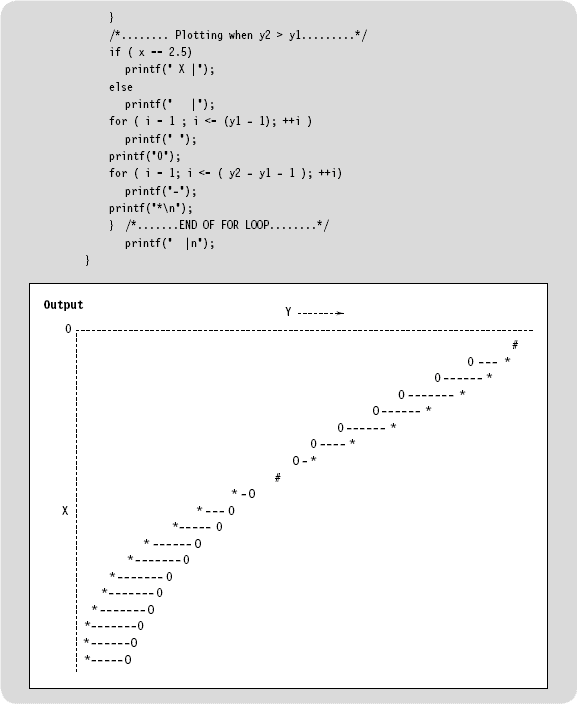 }
/*........ Plotting when y2 > y1.........*/
if ( x == 2.5)
printf(" X |");
else
printf("   |");
for ( i = 1 ; i <= (y1 - 1); ++i )
printf(" ");
printf("0");
for ( i = 1; i <= ( y2 - y1 - 1 ); ++i)
printf("-");
printf("*\n");
}  /*.......END OF FOR LOOP........*/
printf("  |n");
}
Output
Y ------->
0 --------------------------------------------------
#
0 --- *
0------ *
0------- *
0------ *
0------ *
0---- *
0-*
#
*-0
X *---0
*----- 0
*------0
*-------0
*-------0
*-------0
*-------0
*-------0
*------0
*-----0